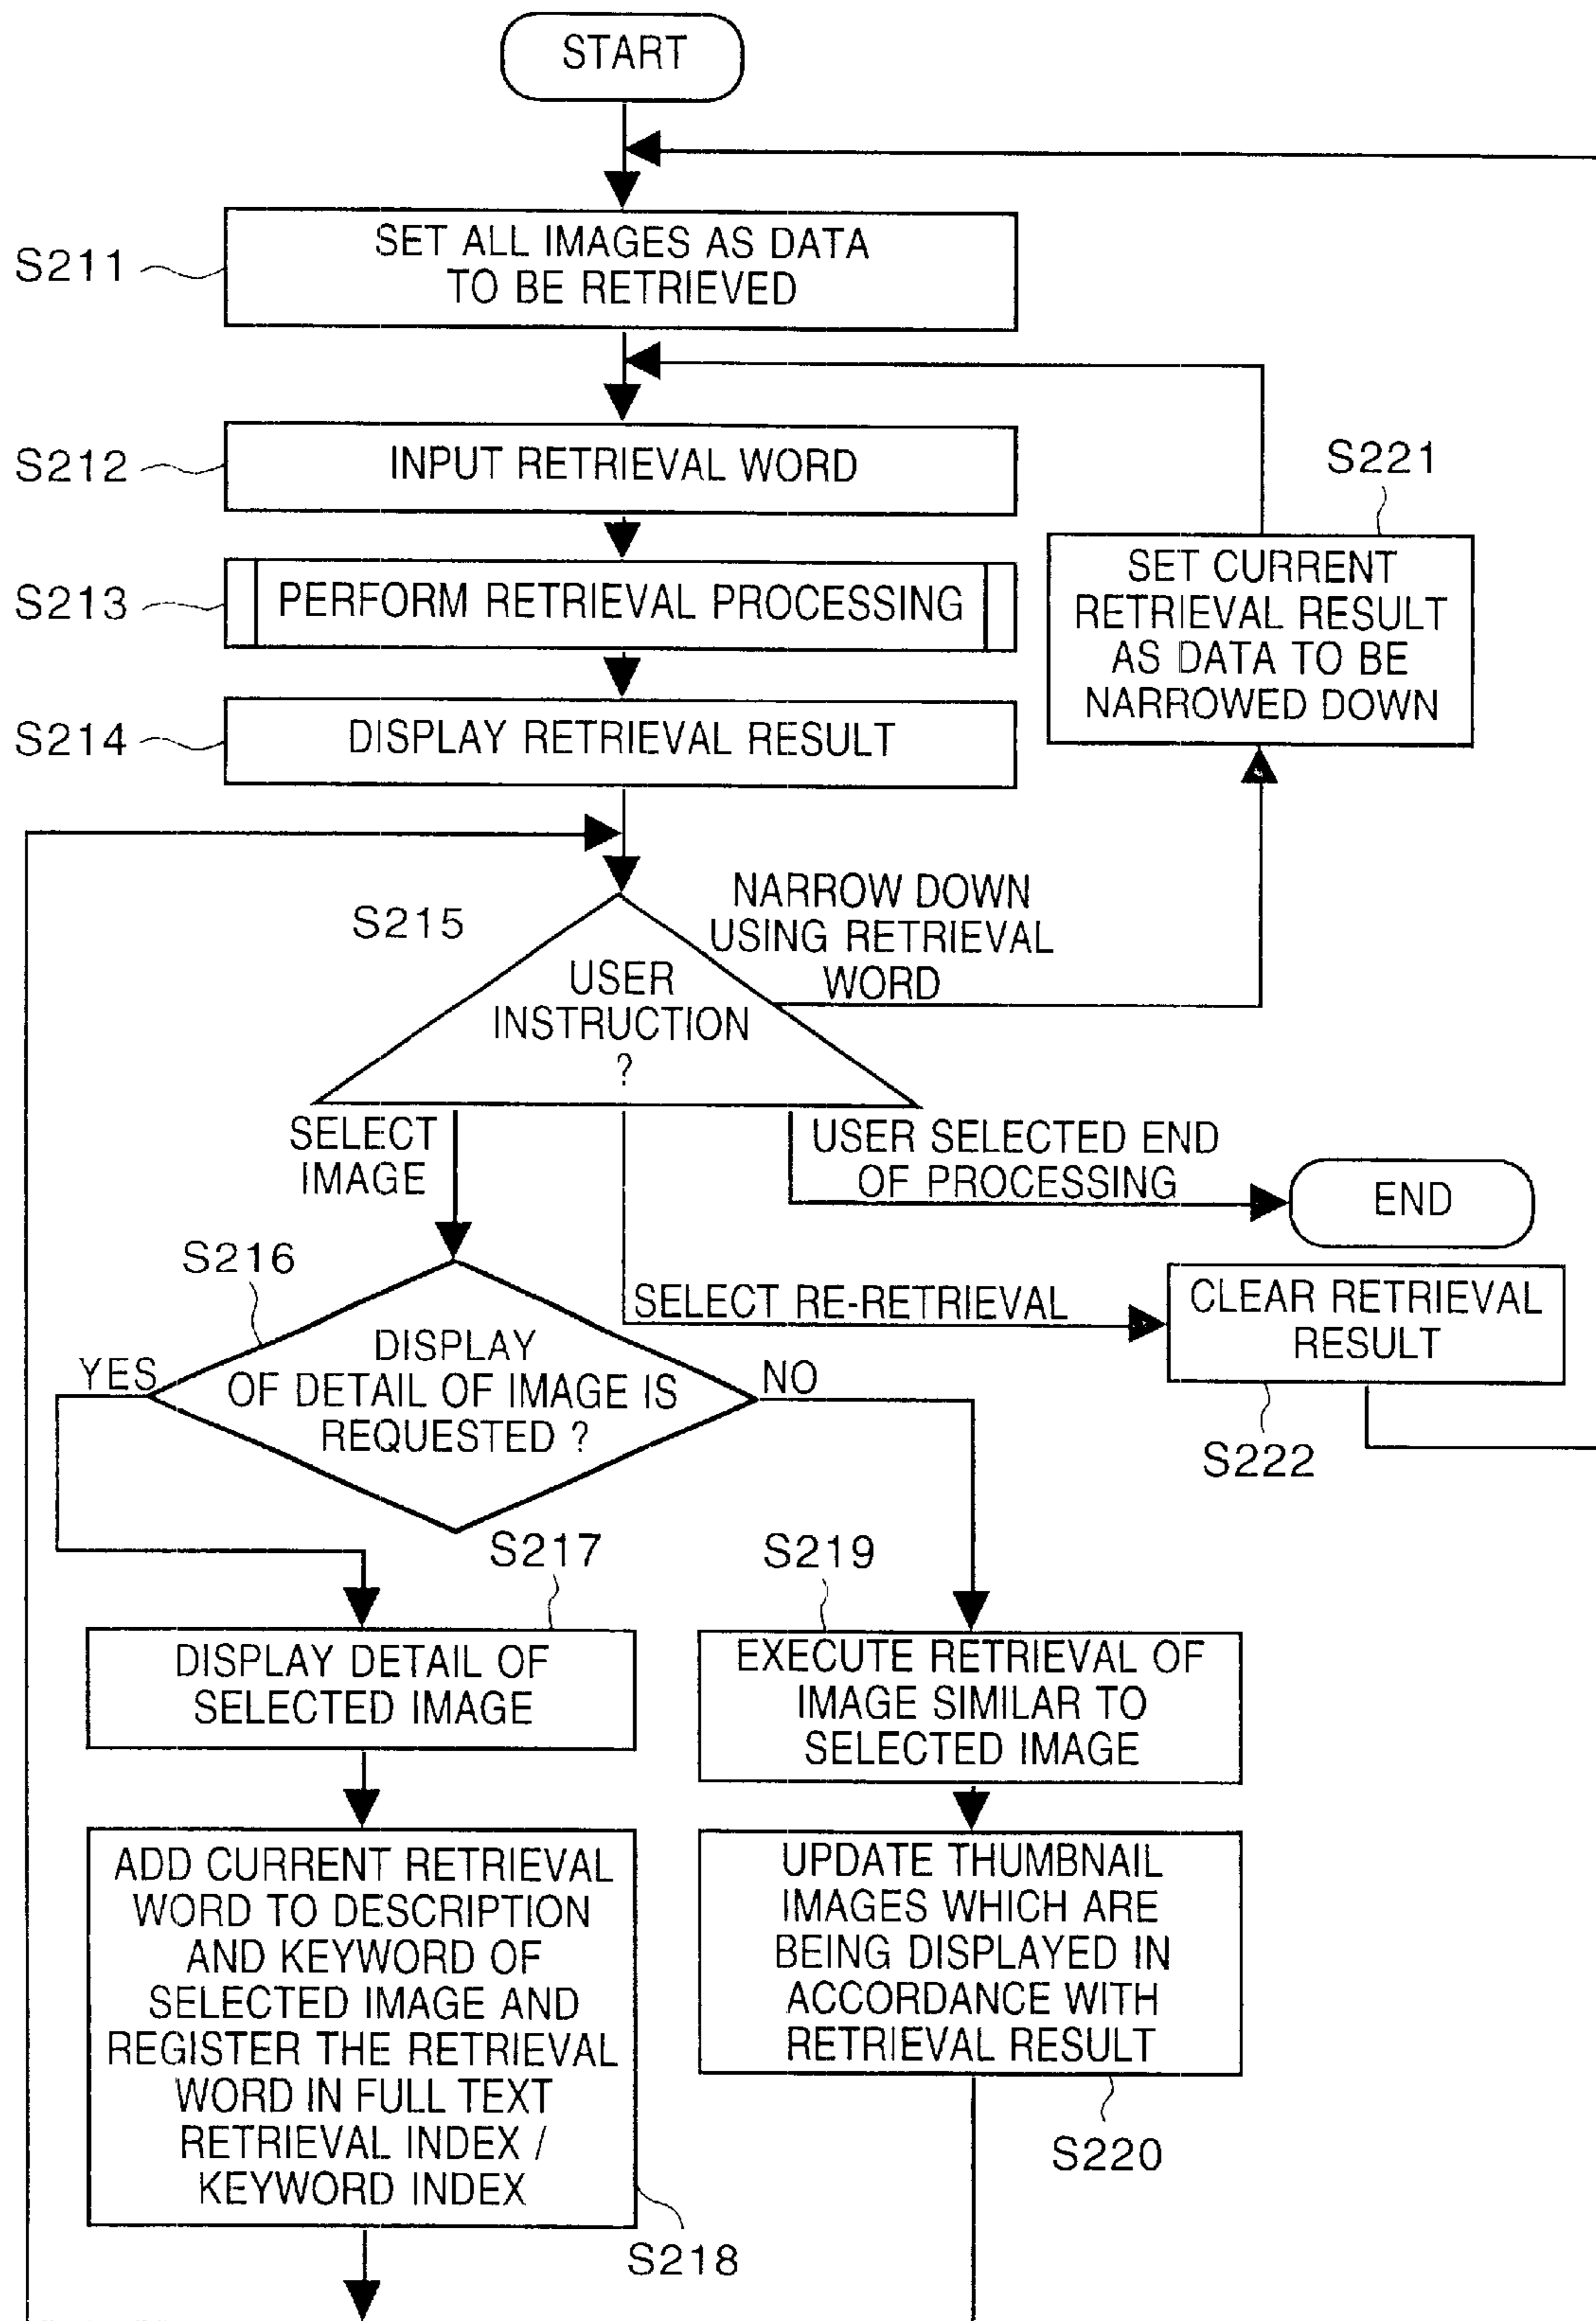 START
S211
SET ALL IMAGES AS DATA
TO BE RETRIEVED
S212
INPUT RETRIEVAL WORD
S221
SET CURRENT
RETRIEVAL RESULT
AS DATA TO BE
NARROWED DOWN
S213
PERFORM RETRIEVAL PROCESSING
S214
DISPLAY RETRIEVAL RESULT
S215
USER
INSTRUCTION
?
NARROW DOWN
USING RETRIEVAL
WORD
SELECT
IMAGE
USER SELECTED END
OF PROCESSING
END
S216
SELECT RE-RETRIEVAL
CLEAR RETRIEVAL
RESULT
S222
YES
DISPLAY
OF DETAIL OF IMAGE IS
REQUESTED ?
NO
S217
DISPLAY DETAIL OF
SELECTED IMAGE
S219
EXECUTE RETRIEVAL OF
IMAGE SIMILAR TO
SELECTED IMAGE
ADD CURRENT RETRIEVAL
WORD TO DESCRIPTION
AND KEYWORD OF
SELECTED IMAGE AND
REGISTER THE RETRIEVAL
WORD IN FULL TEXT
RETRIEVAL INDEX /
KEYWORD INDEX
S218
UPDATE THUMBNAIL
IMAGES WHICH ARE
BEING DISPLAYED IN
ACCORDANCE WITH
RETRIEVAL RESULT
S220